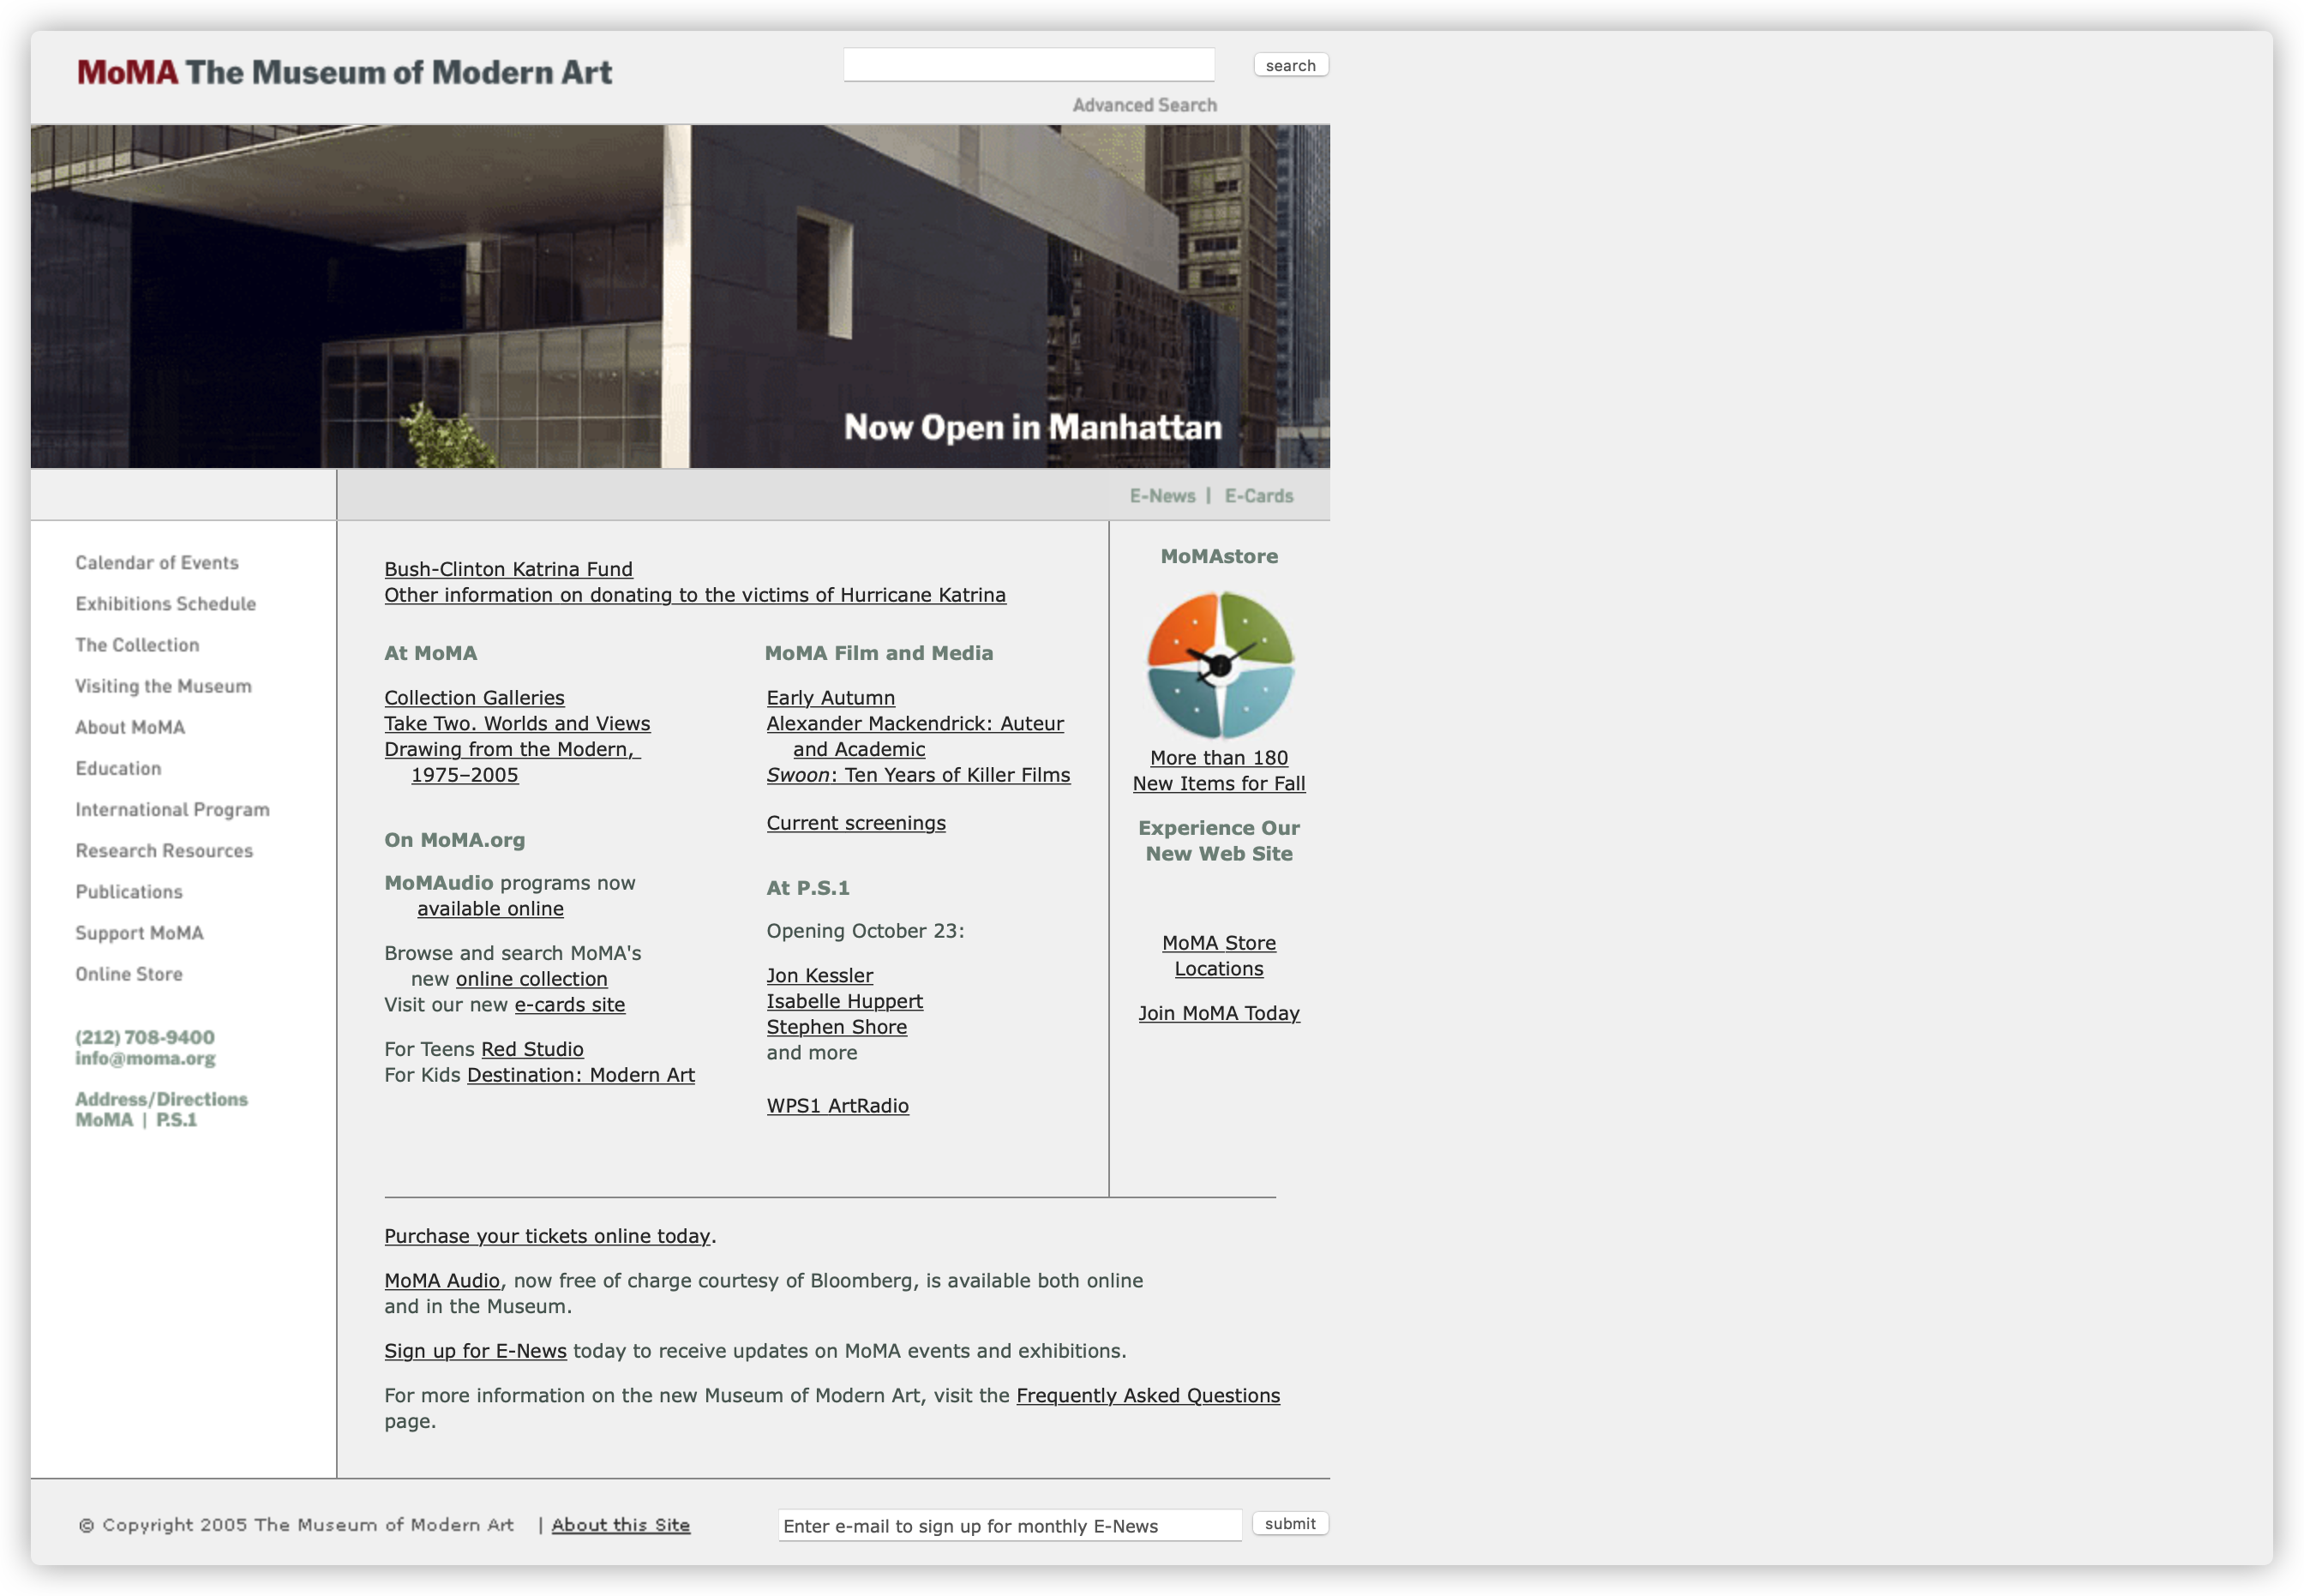 MoMA The Museum of Modern Art
search
Advanced Search
Now Open in Manhattan
E-News | E-Cards
Calendar of Events
Exhibitions Schedule
The Collection
Visiting the Museum
About MoMA
Education
International Program
Research Resources
Publications
Support MoMA
Online Store
(212) 708-9400
info@moma.org
Address/Directions
MoMA | P.S.1
Bush-Clinton Katrina Fund
Other information on donating to the victims of Hurricane Katrina
At MoMA
Collection Galleries
Take Two. Worlds and Views
Drawing from the Modern,
1975–2005
On MoMA.org
MoMAudio programs now
available online
Browse and search MoMA's
new online collection
Visit our new e-cards site
For Teens Red Studio
For Kids Destination: Modern Art
MoMA Film and Media
Early Autumn
Alexander Mackendrick: Auteur
and Academic
Swoon: Ten Years of Killer Films
Current screenings
At P.S.1
Opening October 23:
Jon Kessler
Isabelle Huppert
Stephen Shore
and more
WPS1 ArtRadio
MoMAstore
More than 180
New Items for Fall
Experience Our
New Web Site
MoMA Store
Locations
Join MoMA Today
Purchase your tickets online today.
MoMA Audio, now free of charge courtesy of Bloomberg, is available both online
and in the Museum.
Sign up for E-News today to receive updates on MoMA events and exhibitions.
For more information on the new Museum of Modern Art, visit the Frequently Asked Questions
page.
© Copyright 2005 The Museum of Modern Art | About this Site
Enter e-mail to sign up for monthly E-News
submit